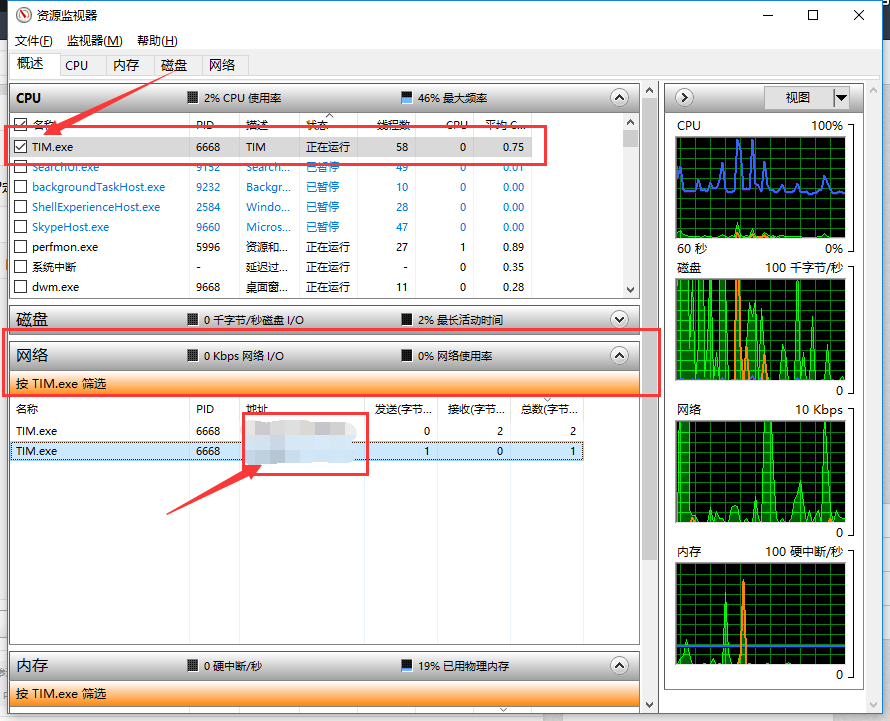 资源监视器
文件(F) 监视器(M) 帮助(H)
概述 CPU 内存 磁盘 网络
CPU 2% CPU 使用率 46% 最大频率
名称 PID 描述 状态 线程数 CPU 平均 C...
TIM.exe 6668 TIM 正在运行 58 0 0.75
SearchUI.exe 9152 Search... 已暂停 49 0 0.01
backgroundTaskHost.exe 9232 Backgr... 已暂停 10 0 0.00
ShellExperienceHost.exe 2584 Windo... 已暂停 28 0 0.00
SkypeHost.exe 9660 Micros... 已暂停 47 0 0.00
perfmon.exe 5996 资源和... 正在运行 27 1 0.89
系统中断 - 延迟过... 正在运行 - 0 0.35
dwm.exe 9668 桌面窗... 正在运行 11 0 0.28
磁盘 0 千字节/秒磁盘 I/O 2% 最长活动时间
网络 0 Kbps 网络 I/O 0% 网络使用率
按 TIM.exe 筛选
名称 PID 地址 发送(字节... 接收(字节... 总数(字节...
TIM.exe 6668 0 2 2
TIM.exe 6668 1 0 1
内存 0 硬中断/秒 19% 已用物理内存
按 TIM.exe 筛选
视图
CPU 100%
60 秒 0%
磁盘 100 千字节/秒
0
网络 10 Kbps
0
内存 100 硬中断/秒
0